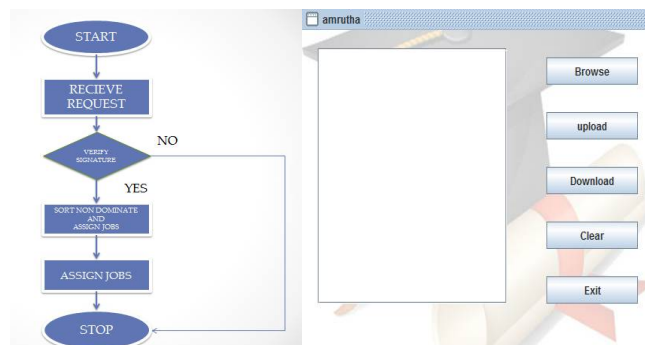 START
RECIEVE
REQUEST
VERIFY
SIGNATURE
NO
YES
SORT NON DOMINATE
AND
ASSIGN JOBS
ASSIGN JOBS
STOP
amrutha
Browse
upload
Download
Clear
Exit